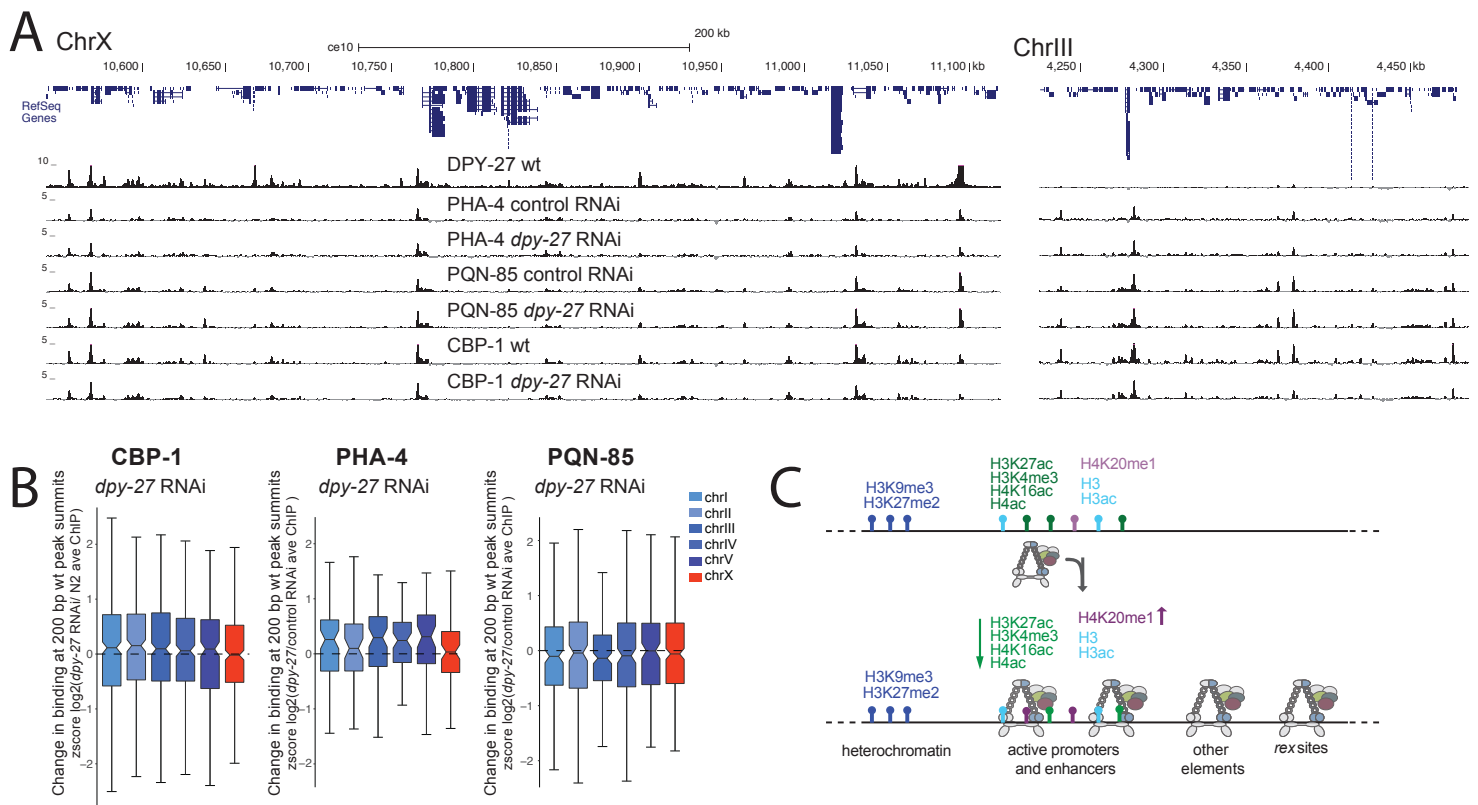 A
ChrX
200 kb
ce10
ChrIII
10,600
10,650
10,700
10,750
10,800
10,850
10,900
10,950
11,000
11,050
11,100 kb
4,250
4,300
4,350
4,400
4,450 kb
RefSeq
Genes
10
DPY-27 wt
5
PHA-4 control RNAi
5
PHA-4 dpy-27 RNAi
5
PQN-85 control RNAi
5
PQN-85 dpy-27 RNAi
5
CBP-1 wt
5
CBP-1 dpy-27 RNAi
B
CBP-1
dpy-27 RNAi
Change in binding at 200 bp wt peak summits
zscore log2(dpy-27 RNAi/ N2 ave ChIP )
2
1
0
−1
−2
PHA-4
dpy-27 RNAi
Change in binding at 200 bp wt peak summits
zscore log2(dpy-27/control RNAi ave ChIP )
2
1
0
−1
−2
PQN-85
dpy-27 RNAi
Change in binding at 200 bp wt peak summits
zscore log2(dpy-27/control RNAi ave ChIP )
2
1
0
−1
−2
chrI
chrII
chrIII
chrIV
chrV
chrX
C
H3K9me3
H3K27me2
H3K27ac
H3K4me3
H4K16ac
H4ac
H4K20me1
H3
H3ac
H3K27ac
H3K4me3
H4K16ac
H4ac
H4K20me1
H3
H3ac
H3K9me3
H3K27me2
heterochromatin
active promoters
and enhancers
other
elements
rex sites